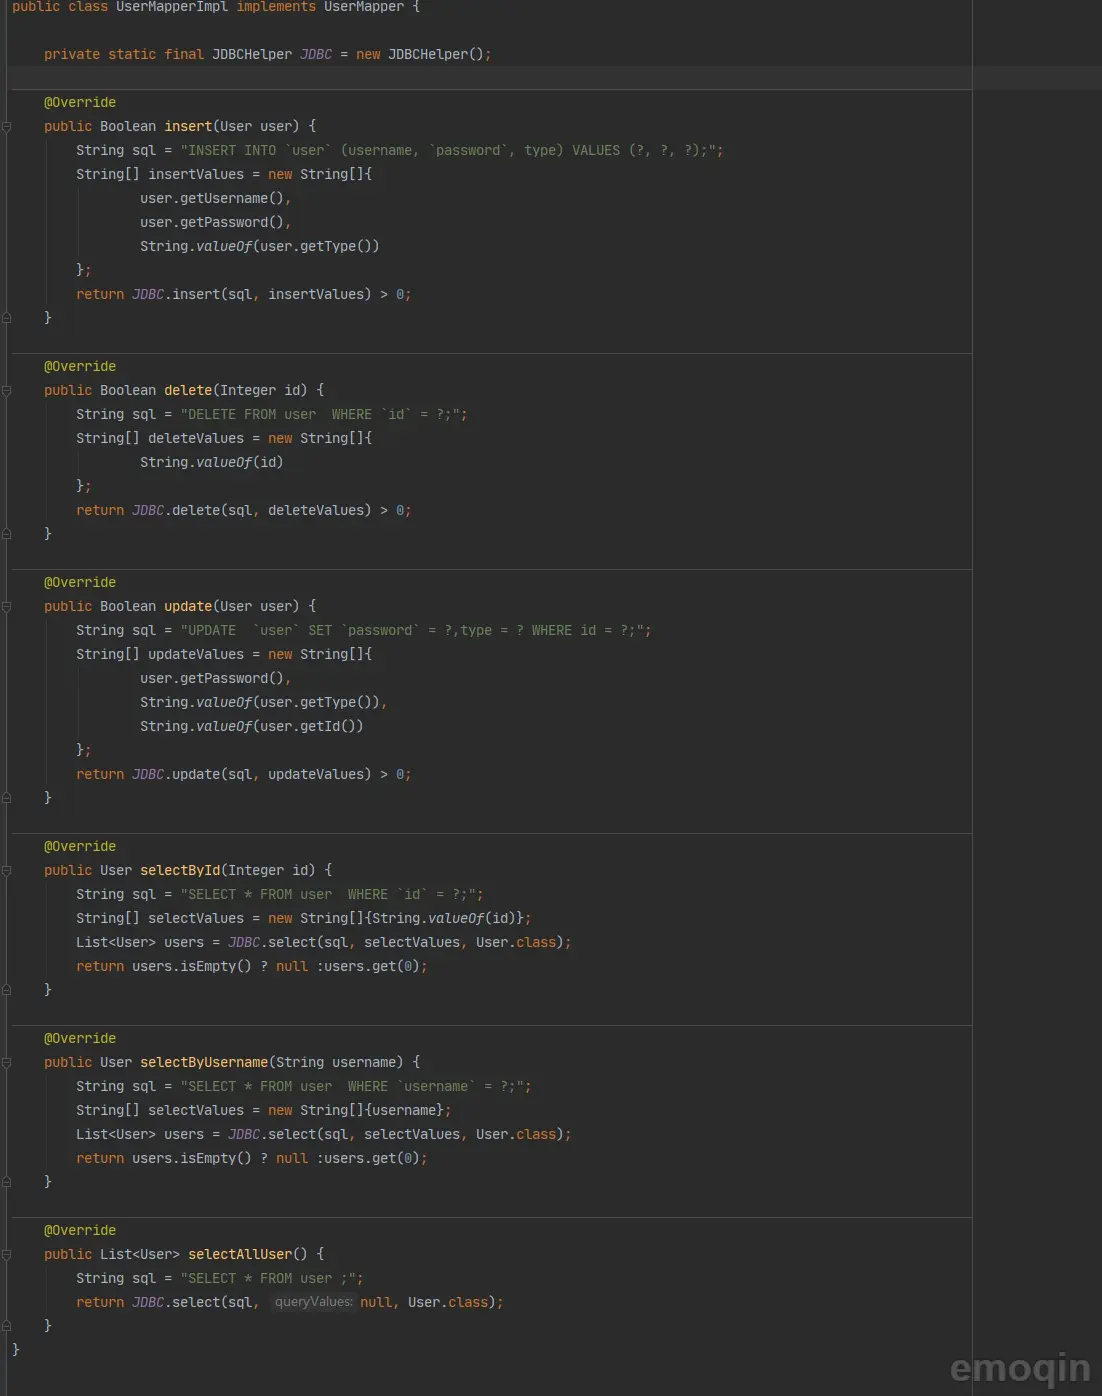 public class UserMapperImpl implements UserMapper {
    private static final JDBCHelper JDBC = new JDBCHelper();
    @Override
    public Boolean insert(User user) {
        String sql = "INSERT INTO `user` (username, `password`, type) VALUES (?, ?, ?);";
        String[] insertValues = new String[]{
                user.getUsername(),
                user.getPassword(),
                String.valueOf(user.getType())
        };
        return JDBC.insert(sql, insertValues) > 0;
    }
    @Override
    public Boolean delete(Integer id) {
        String sql = "DELETE FROM user  WHERE `id` = ?;";
        String[] deleteValues = new String[]{
                String.valueOf(id)
        };
        return JDBC.delete(sql, deleteValues) > 0;
    }
    @Override
    public Boolean update(User user) {
        String sql = "UPDATE  `user` SET `password` = ?,type = ? WHERE id = ?;";
        String[] updateValues = new String[]{
                user.getPassword(),
                String.valueOf(user.getType()),
                String.valueOf(user.getId())
        };
        return JDBC.update(sql, updateValues) > 0;
    }
    @Override
    public User selectById(Integer id) {
        String sql = "SELECT * FROM user  WHERE `id` = ?;";
        String[] selectValues = new String[]{String.valueOf(id)};
        List<User> users = JDBC.select(sql, selectValues, User.class);
        return users.isEmpty() ? null :users.get(0);
    }
    @Override
    public User selectByUsername(String username) {
        String sql = "SELECT * FROM user  WHERE `username` = ?;";
        String[] selectValues = new String[]{username};
        List<User> users = JDBC.select(sql, selectValues, User.class);
        return users.isEmpty() ? null :users.get(0);
    }
    @Override
    public List<User> selectAllUser() {
        String sql = "SELECT * FROM user ;";
        return JDBC.select(sql, queryValues: null, User.class);
    }
}
emoqin